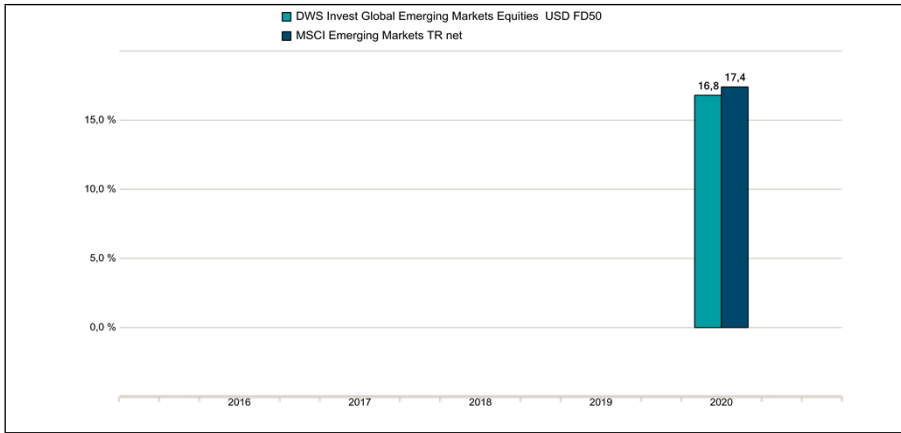 DWS Invest Global Emerging Markets Equities USD FD50
MSCI Emerging Markets TR net
16,8 17,4
15,0 %
10,0 %
5,0 %
0,0 %
2016 2017 2018 2019 2020